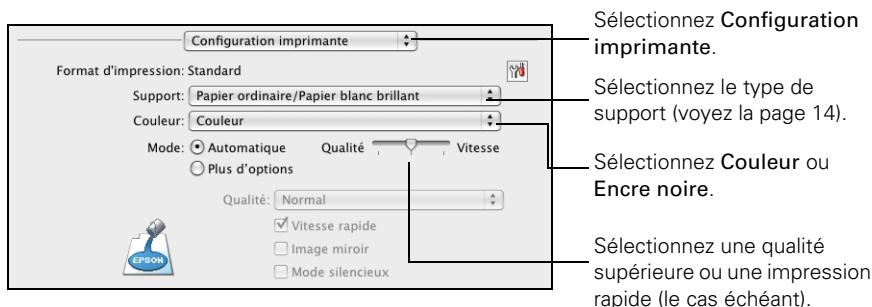 Configuration imprimante
Format d'impression: Standard
Support: Papier ordinaire/Papier blanc brillant
Couleur: Couleur
Mode: Automatique Qualité Vitesse
Plus d'options
Qualité: Normal
Vitesse rapide
Image miroir
Mode silencieux
EPSON
Sélectionnez Configuration
imprimante.
Sélectionnez le type de
support (voyez la page 14).
Sélectionnez Couleur ou
Encre noire.
Sélectionnez une qualité
supérieure ou une impression
rapide (le cas échéant).